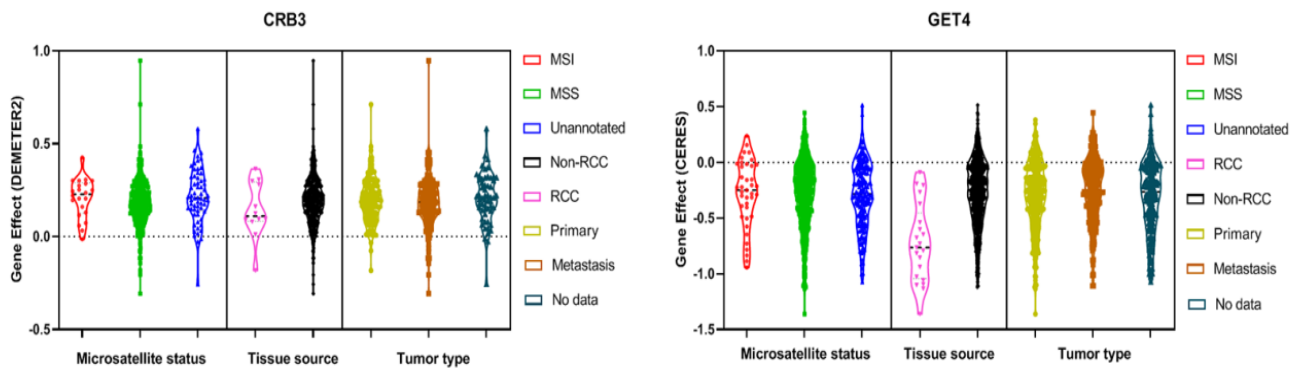 CRB3
Gene Effect (DEMETER2)
1.0
0.5
0.0
-0.5
Microsatellite status
Tissue source
Tumor type
MSI
MSS
Unannotated
Non-RCC
RCC
Primary
Metastasis
No data
GET4
Gene Effect (CERES)
1.0
0.5
0.0
-0.5
-1.0
-1.5
Microsatellite status
Tissue source
Tumor type
MSI
MSS
Unannotated
RCC
Non-RCC
Primary
Metastasis
No data